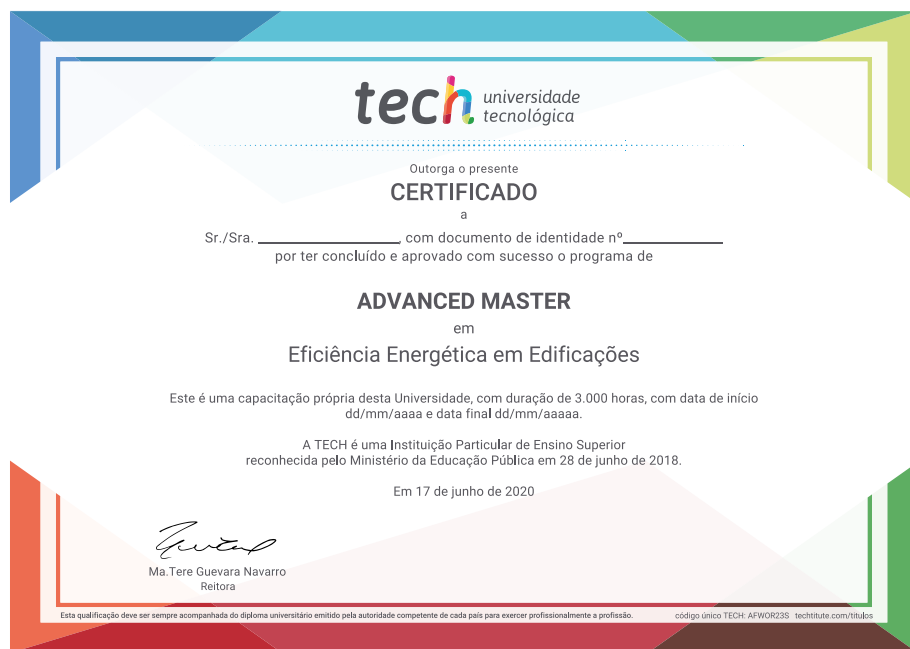 tech universidade
tecnológica
Outorga o presente
CERTIFICADO
a
Sr./Sra. ____________, com documento de identidade nº____________
por ter concluído e aprovado com sucesso o programa de
ADVANCED MASTER
em
Eficiência Energética em Edificações
Este é uma capacitação própria desta Universidade, com duração de 3.000 horas, com data de início
dd/mm/aaaa e data final dd/mm/aaaaa.
A TECH é uma Instituição Particular de Ensino Superior
reconhecida pelo Ministério da Educação Pública em 28 de junho de 2018.
Em 17 de junho de 2020
Ma.Tere Guevara Navarro
Reitora
Esta qualificação deve ser sempre acompanhada do diploma universitário emitido pela autoridade competente de cada país para exercer profissionalmente a profissão. código único TECH: AFWOR23S techtitute.com/titulos